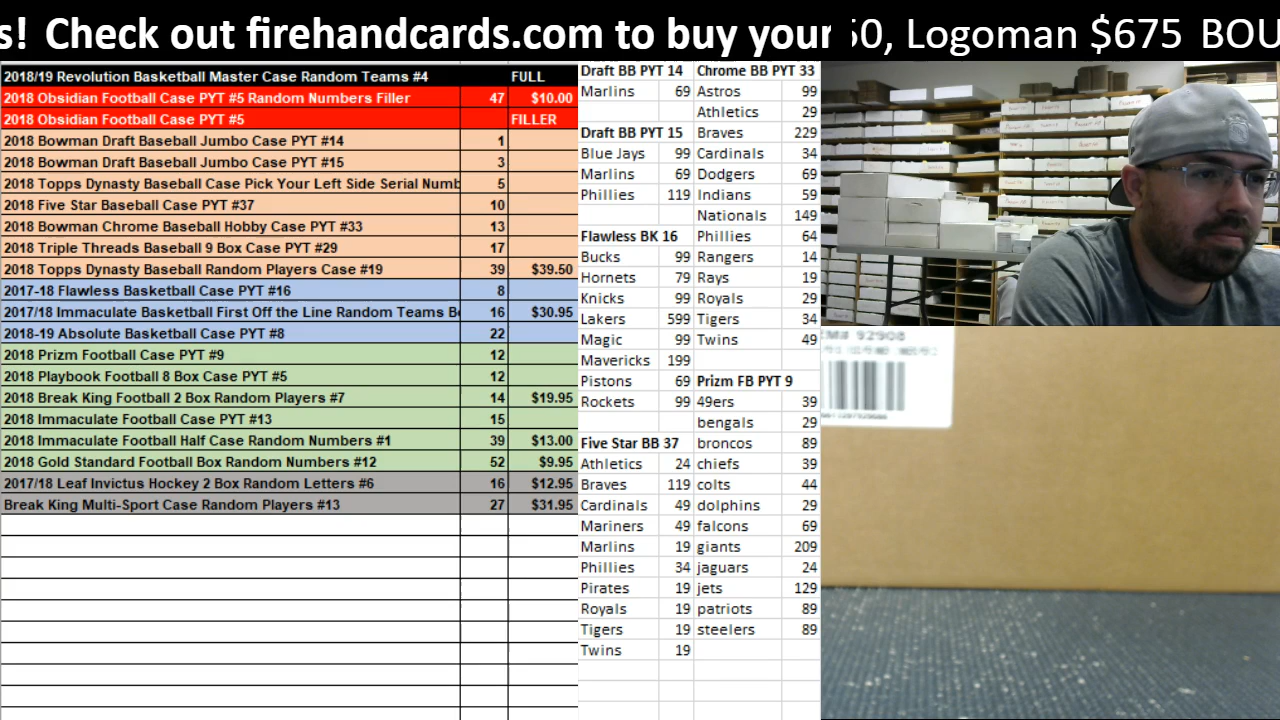 s! Check out firehandcards.com to buy your 50, Logoman $675 BOU
2018/19 Revolution Basketball Master Case Random Teams #4 FULL
2018 Obsidian Football Case PYT #5 Random Numbers Filler 47 $10.00
2018 Obsidian Football Case PYT #5 FILLER
2018 Bowman Draft Baseball Jumbo Case PYT #14 1
2018 Bowman Draft Baseball Jumbo Case PYT #15 3
2018 Topps Dynasty Baseball Case Pick Your Left Side Serial Numb 5
2018 Five Star Baseball Case PYT #37 10
2018 Bowman Chrome Baseball Hobby Case PYT #33 13
2018 Triple Threads Baseball 9 Box Case PYT #29 17
2018 Topps Dynasty Baseball Random Players Case #19 39 $39.50
2017-18 Flawless Basketball Case PYT #16 8
2017/18 Immaculate Basketball First Off the Line Random Teams Bo 16 $30.95
2018-19 Absolute Basketball Case PYT #8 22
2018 Prizm Football Case PYT #9 12
2018 Playbook Football 8 Box Case PYT #5 12
2018 Break King Football 2 Box Random Players #7 14 $19.95
2018 Immaculate Football Case PYT #13 15
2018 Immaculate Football Half Case Random Numbers #1 39 $13.00
2018 Gold Standard Football Box Random Numbers #12 52 $9.95
2017/18 Leaf Invictus Hockey 2 Box Random Letters #6 16 $12.95
Break King Multi-Sport Case Random Players #13 27 $31.95
Draft BB PYT 14
Marlins 69
Draft BB PYT 15
Blue Jays 99
Marlins 69
Phillies 119
Flawless BK 16
Bucks 99
Hornets 79
Knicks 99
Lakers 599
Magic 99
Mavericks 199
Pistons 69
Rockets 99
Five Star BB 37
Athletics 24
Braves 119
Cardinals 49
Mariners 49
Marlins 19
Phillies 34
Pirates 19
Royals 19
Tigers 19
Twins 19
Chrome BB PYT 33
Astros 99
Athletics 29
Braves 229
Cardinals 34
Dodgers 69
Indians 59
Nationals 149
Phillies 64
Rangers 14
Rays 19
Royals 29
Tigers 34
Twins 49
Prizm FB PYT 9
49ers 39
bengals 29
broncos 89
chiefs 39
colts 44
dolphins 29
falcons 69
giants 209
jaguars 24
jets 129
patriots 89
steelers 89
92908